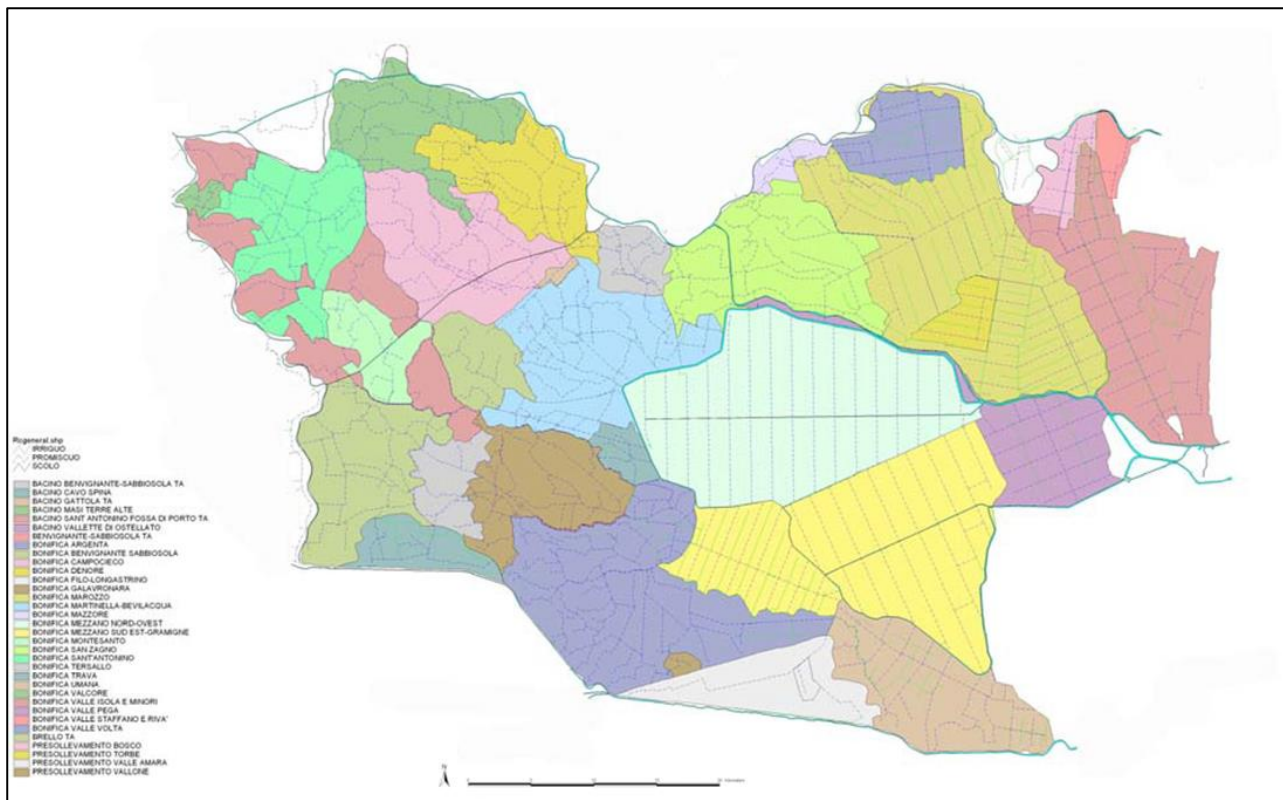 Rcgeneral.shp
IRRIGUO
PROMISCUO
SCOLO
BACINO BENVIGNANTE-SABBIOSOLA TA
BACINO CAVO SPINA
BACINO GATTOLA TA
BACINO MASI TERRE ALTE
BACINO SANT'ANTONINO FOSSA DI PORTO TA
BACINO VALLETTE DI OSTELLATO
BENVIGNANTE-SABBIOSOLA TA
BONIFICA ARGENTA
BONIFICA BENVIGNANTE SABBIOSOLA
BONIFICA CAMPOCIECO
BONIFICA DENORE
BONIFICA FILO-LONGASTRINO
BONIFICA GALAVRONARA
BONIFICA MAROZZO
BONIFICA MARTINELLA-BEVILACQUA
BONIFICA MAZZORE
BONIFICA MEZZANO NORD-OVEST
BONIFICA MEZZANO SUD EST-GRAMIGNE
BONIFICA MONTESANTO
BONIFICA SAN ZAGNO
BONIFICA SANT'ANTONINO
BONIFICA TERSALLO
BONIFICA TRAVA
BONIFICA UMANA
BONIFICA VALCORE
BONIFICA VALLE ISOLA E MINORI
BONIFICA VALLE PEGA
BONIFICA VALLE STAFFANO E RIVA'
BONIFICA VALLE VOLTA
BRELLO TA
PRESOLLEVAMENTO BOSCO
PRESOLLEVAMENTO TORBE
PRESOLLEVAMENTO VALLE AMARA
PRESOLLEVAMENTO VALLONE
N